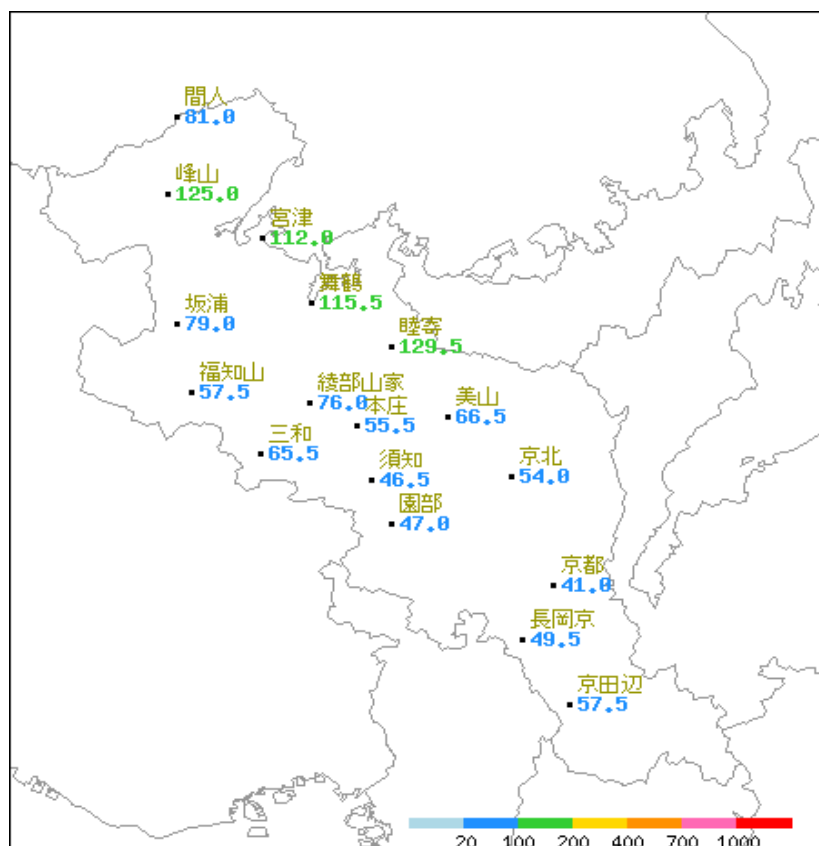 間人
81.0
峰山
125.0
宮津
112.0
舞鶴
115.5
坂浦
79.0
睦寄
129.5
福知山
57.5
綾部山家
76.0
本庄
55.5
美山
66.5
三和
65.5
須知
46.5
京北
54.0
園部
47.0
京都
41.0
長岡京
49.5
京田辺
57.5
20 100 200 400 700 1000